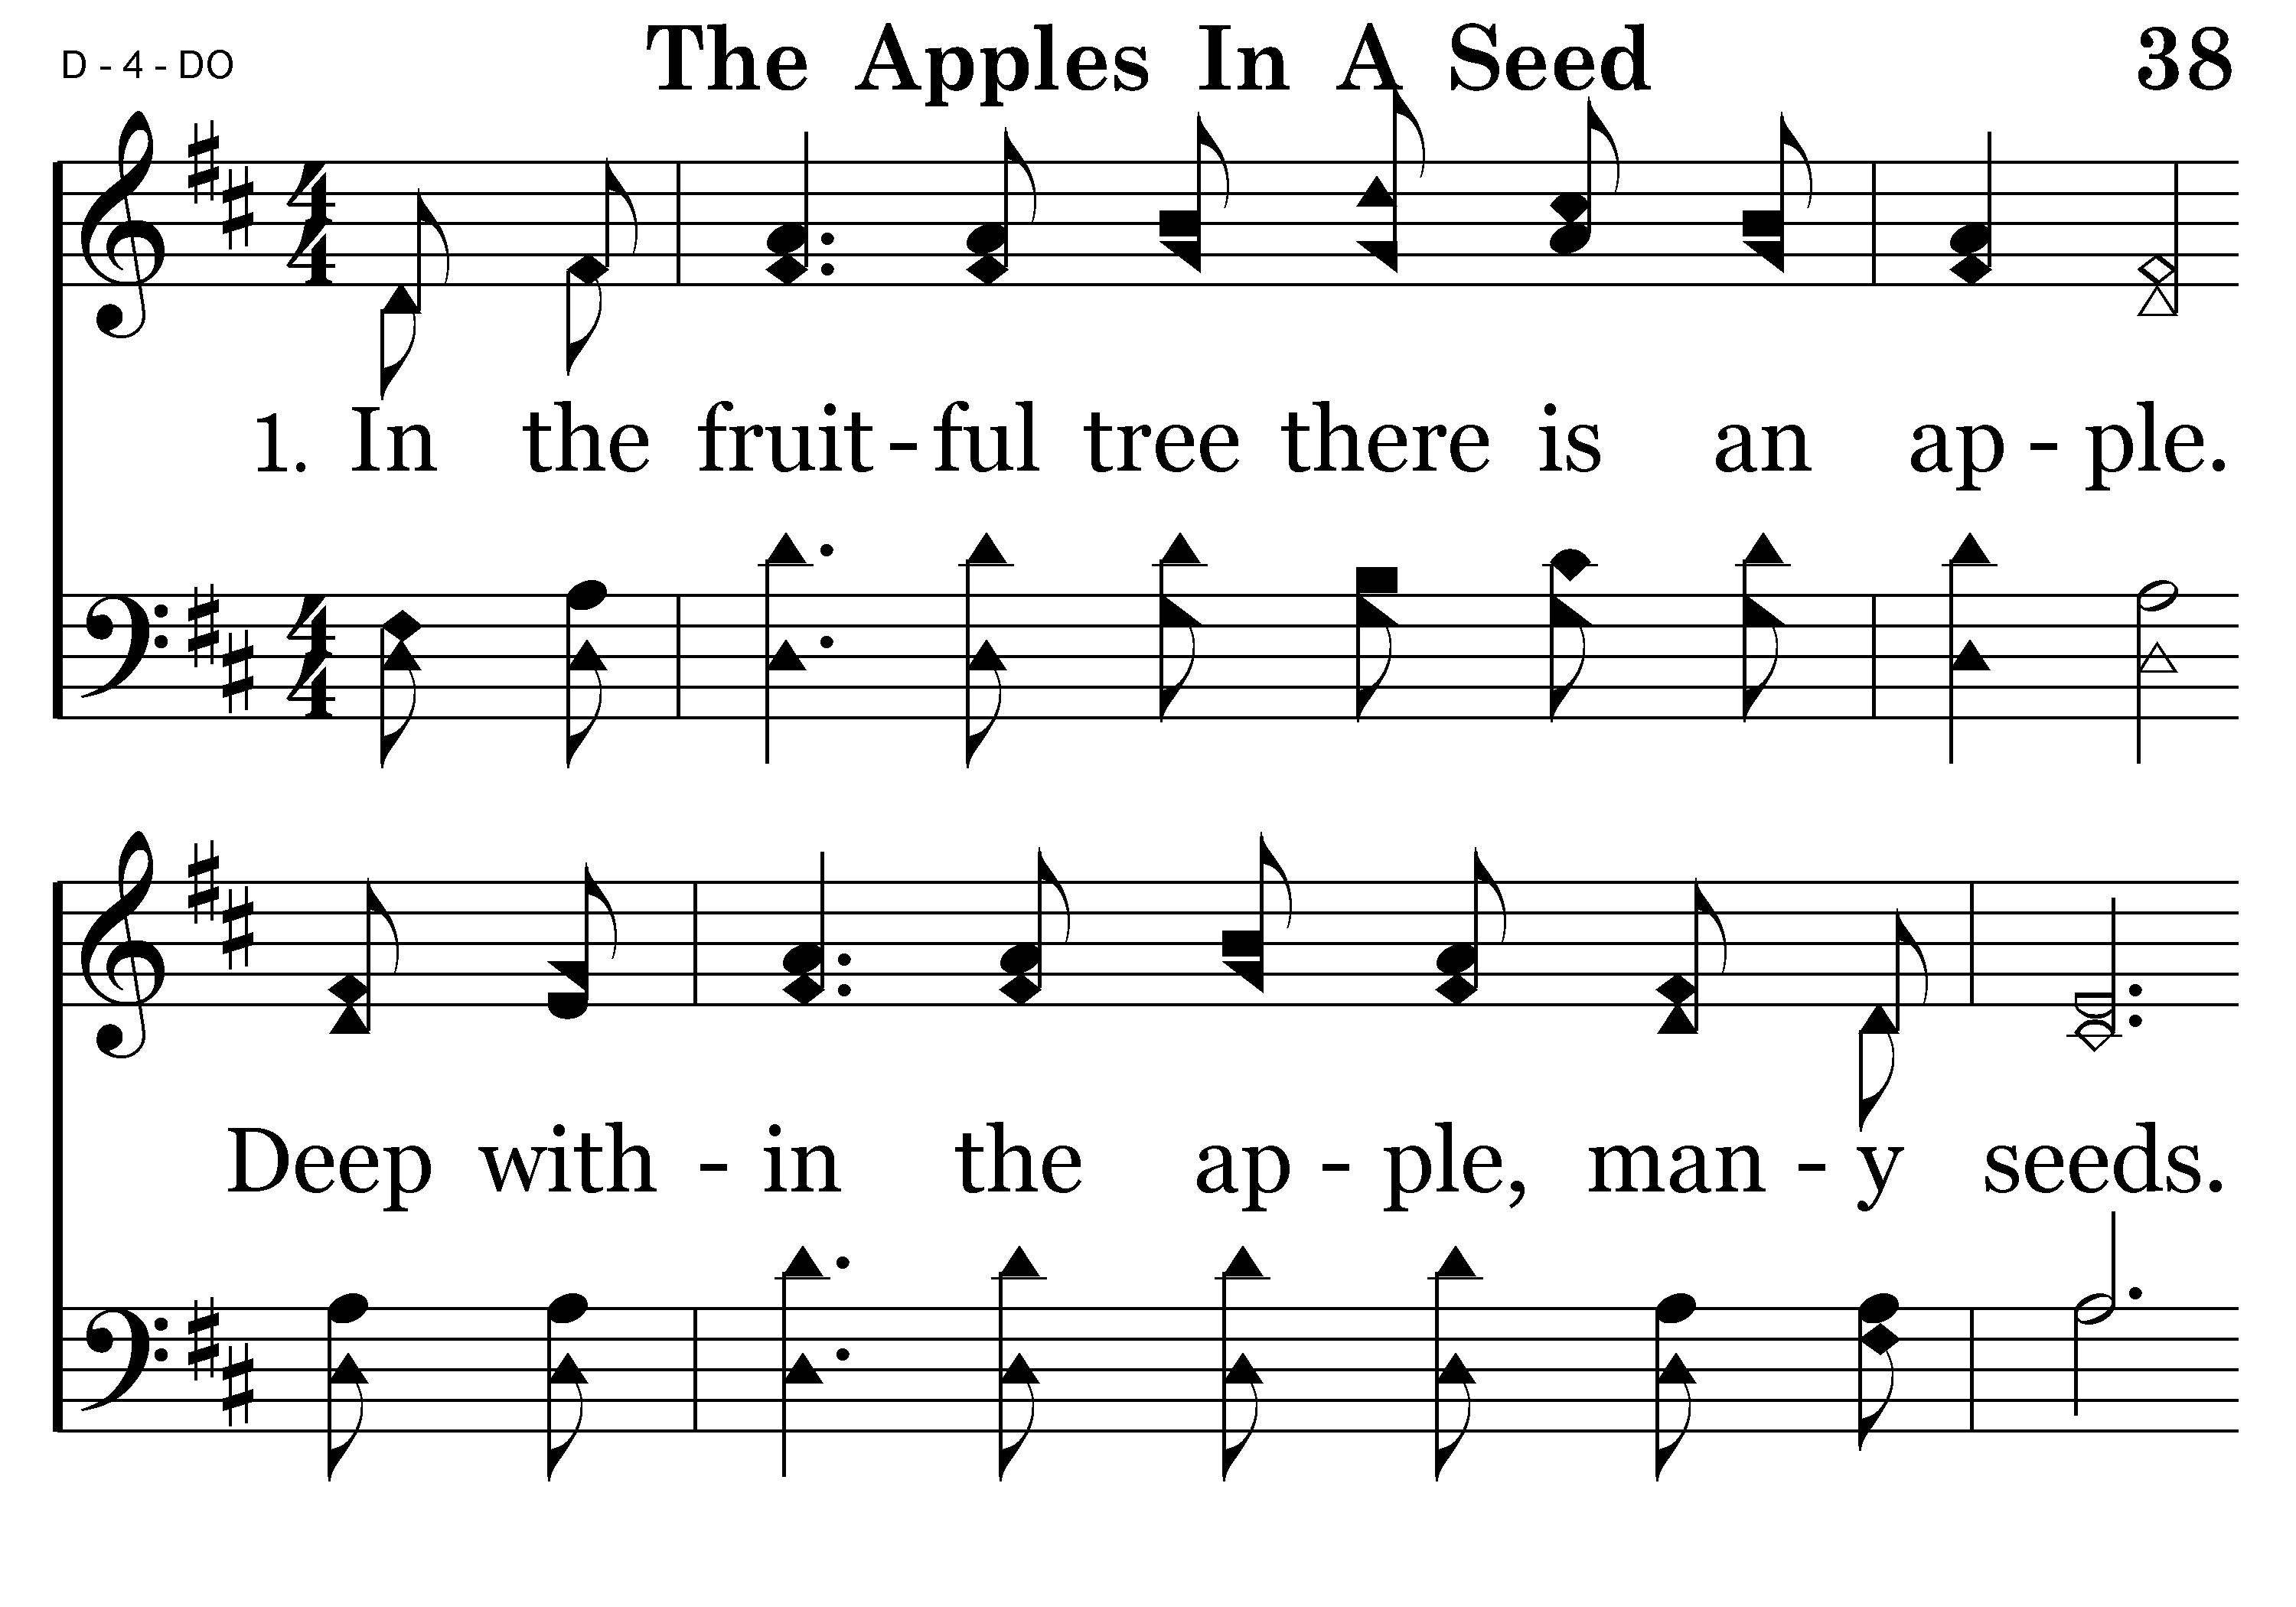 D - 4 - DO The Apples In A Seed 38
1. In the fruit - ful tree there is an ap - ple.
Deep with - in the ap - ple, man - y seeds.